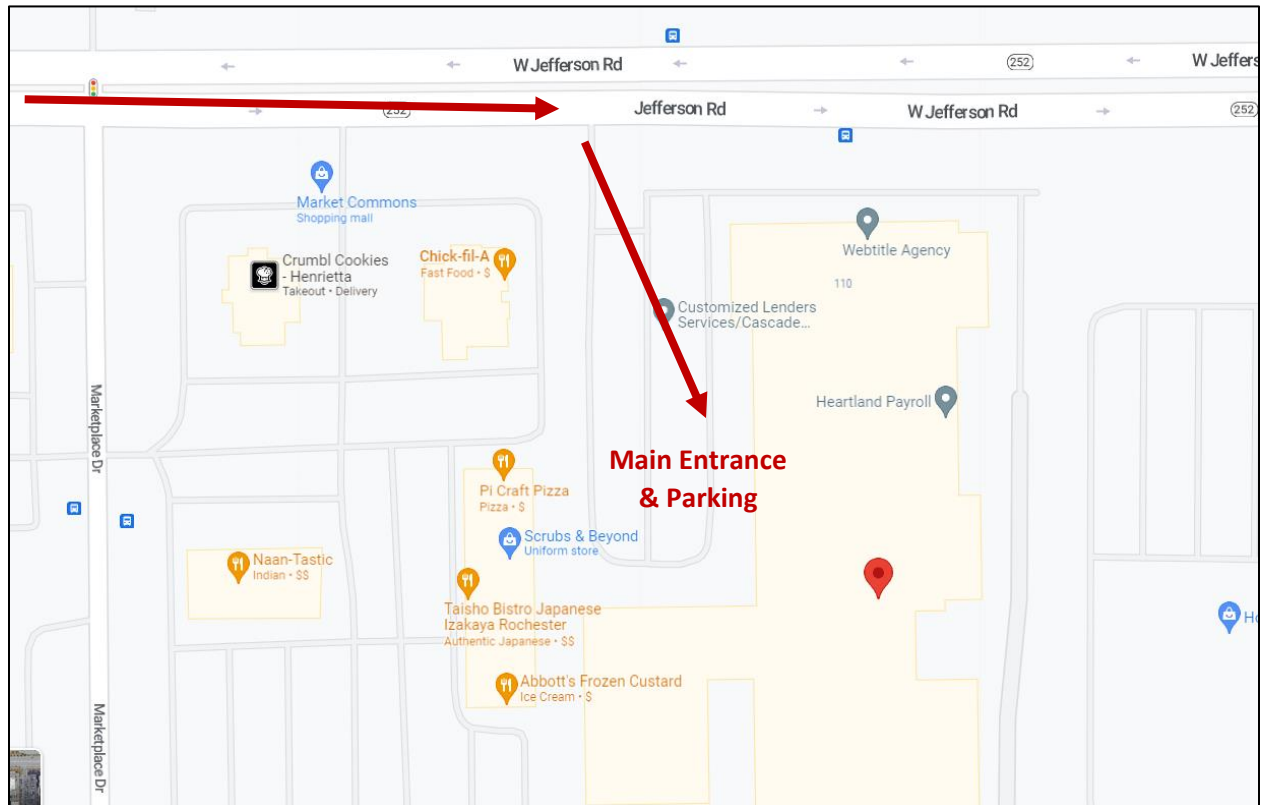 W Jefferson Rd
252
W Jeffers
252
Jefferson Rd
W Jefferson Rd
252
Market Commons
Shopping mall
Crumbl Cookies
- Henrietta
Takeout • Delivery
Chick-fil-A
Fast Food • $
Webtitle Agency
110
Customized Lenders
Services/Cascade...
Heartland Payroll
Marketplace Dr
Main Entrance
& Parking
Pi Craft Pizza
Pizza • $
Scrubs & Beyond
Uniform store
Naan-Tastic
Indian • $$
Taisho Bistro Japanese
Izakaya Rochester
Authentic Japanese • $$
Ho
Abbott's Frozen Custard
Ice Cream • $
Marketplace Dr